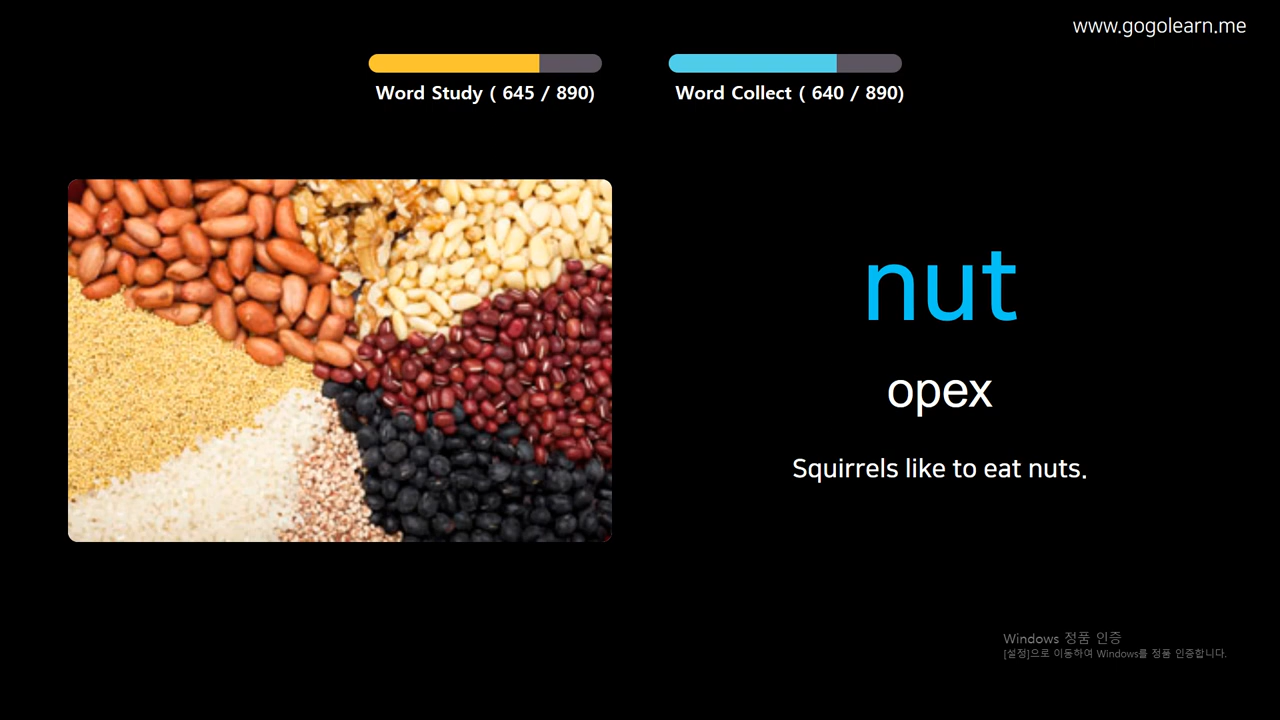 www.gogolearn.me
Word Study ( 645 / 890)
Word Collect ( 640 / 890)
nut
opex
Squirrels like to eat nuts.
Windows 정품 인증
[설정]으로 이동하여 Windows를 정품 인증합니다.